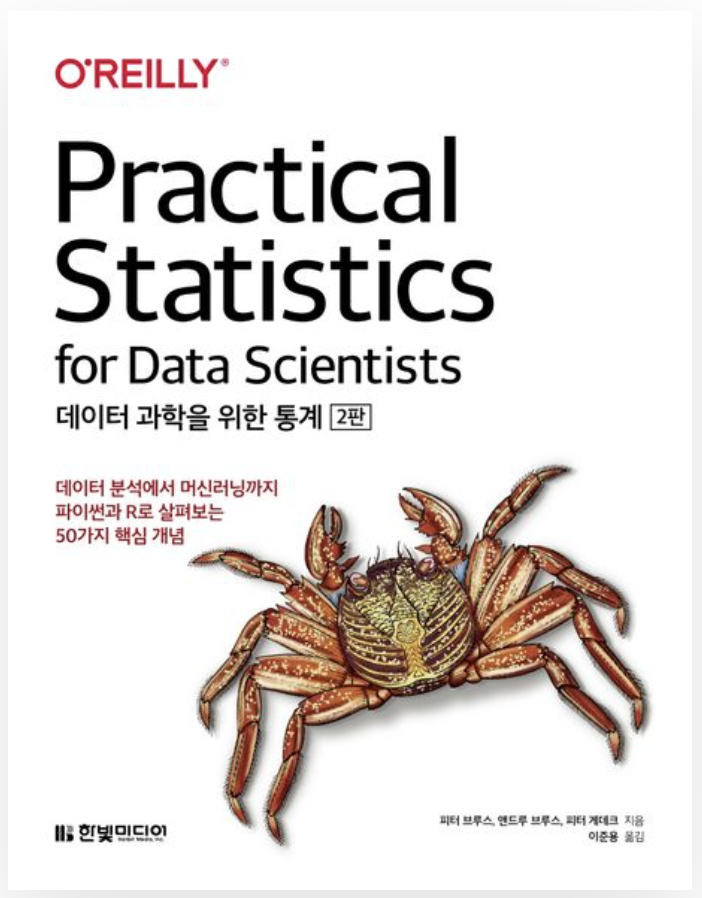 O'REILLY®
Practical
Statistics
for Data Scientists
데이터 과학을 위한 통계 2판
데이터 분석에서 머신러닝까지
파이썬과 R로 살펴보는
50가지 핵심 개념
피터 브루스, 앤드루 브루스, 피터 게데크 지음
이준용 옮김
한빛미디어
Hanbit Media, Inc.